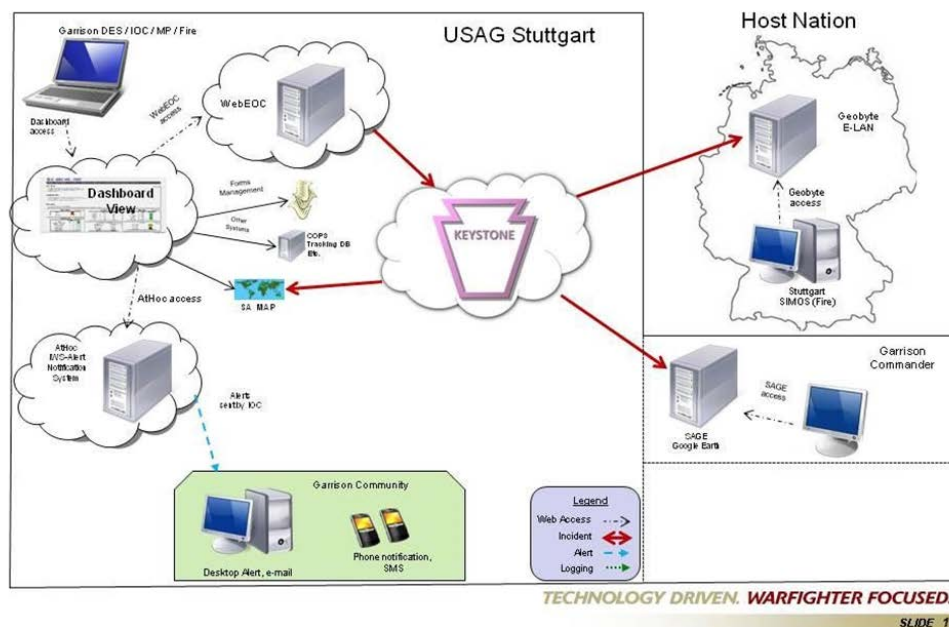 Garrison DES / IOC / MP / Fire
USAG Stuttgart
Host Nation
WebEOC
access
WebEOC
Dashboard
access
Geobyte
E-LAN
Dashboard
View
Forms
Management
Other
Systems
COPS
Tracking DB
Etc.
KEYSTONE
Geobyte
access
AtHoc access
SA MAP
Stuttgart
SIMOS (Fire)
AtHoc
IWS-Alert
Notification
System
Alert
sent by IOC
Garrison
Commander
SAGE
access
SAGE
Google Earth
Garrison Community
Desktop Alert, e-mail
Phone notification,
SMS
Legend
Web Access
Incident
Alert
Logging
TECHNOLOGY DRIVEN. WARFIGHTER FOCUSED.
SLIDE 1